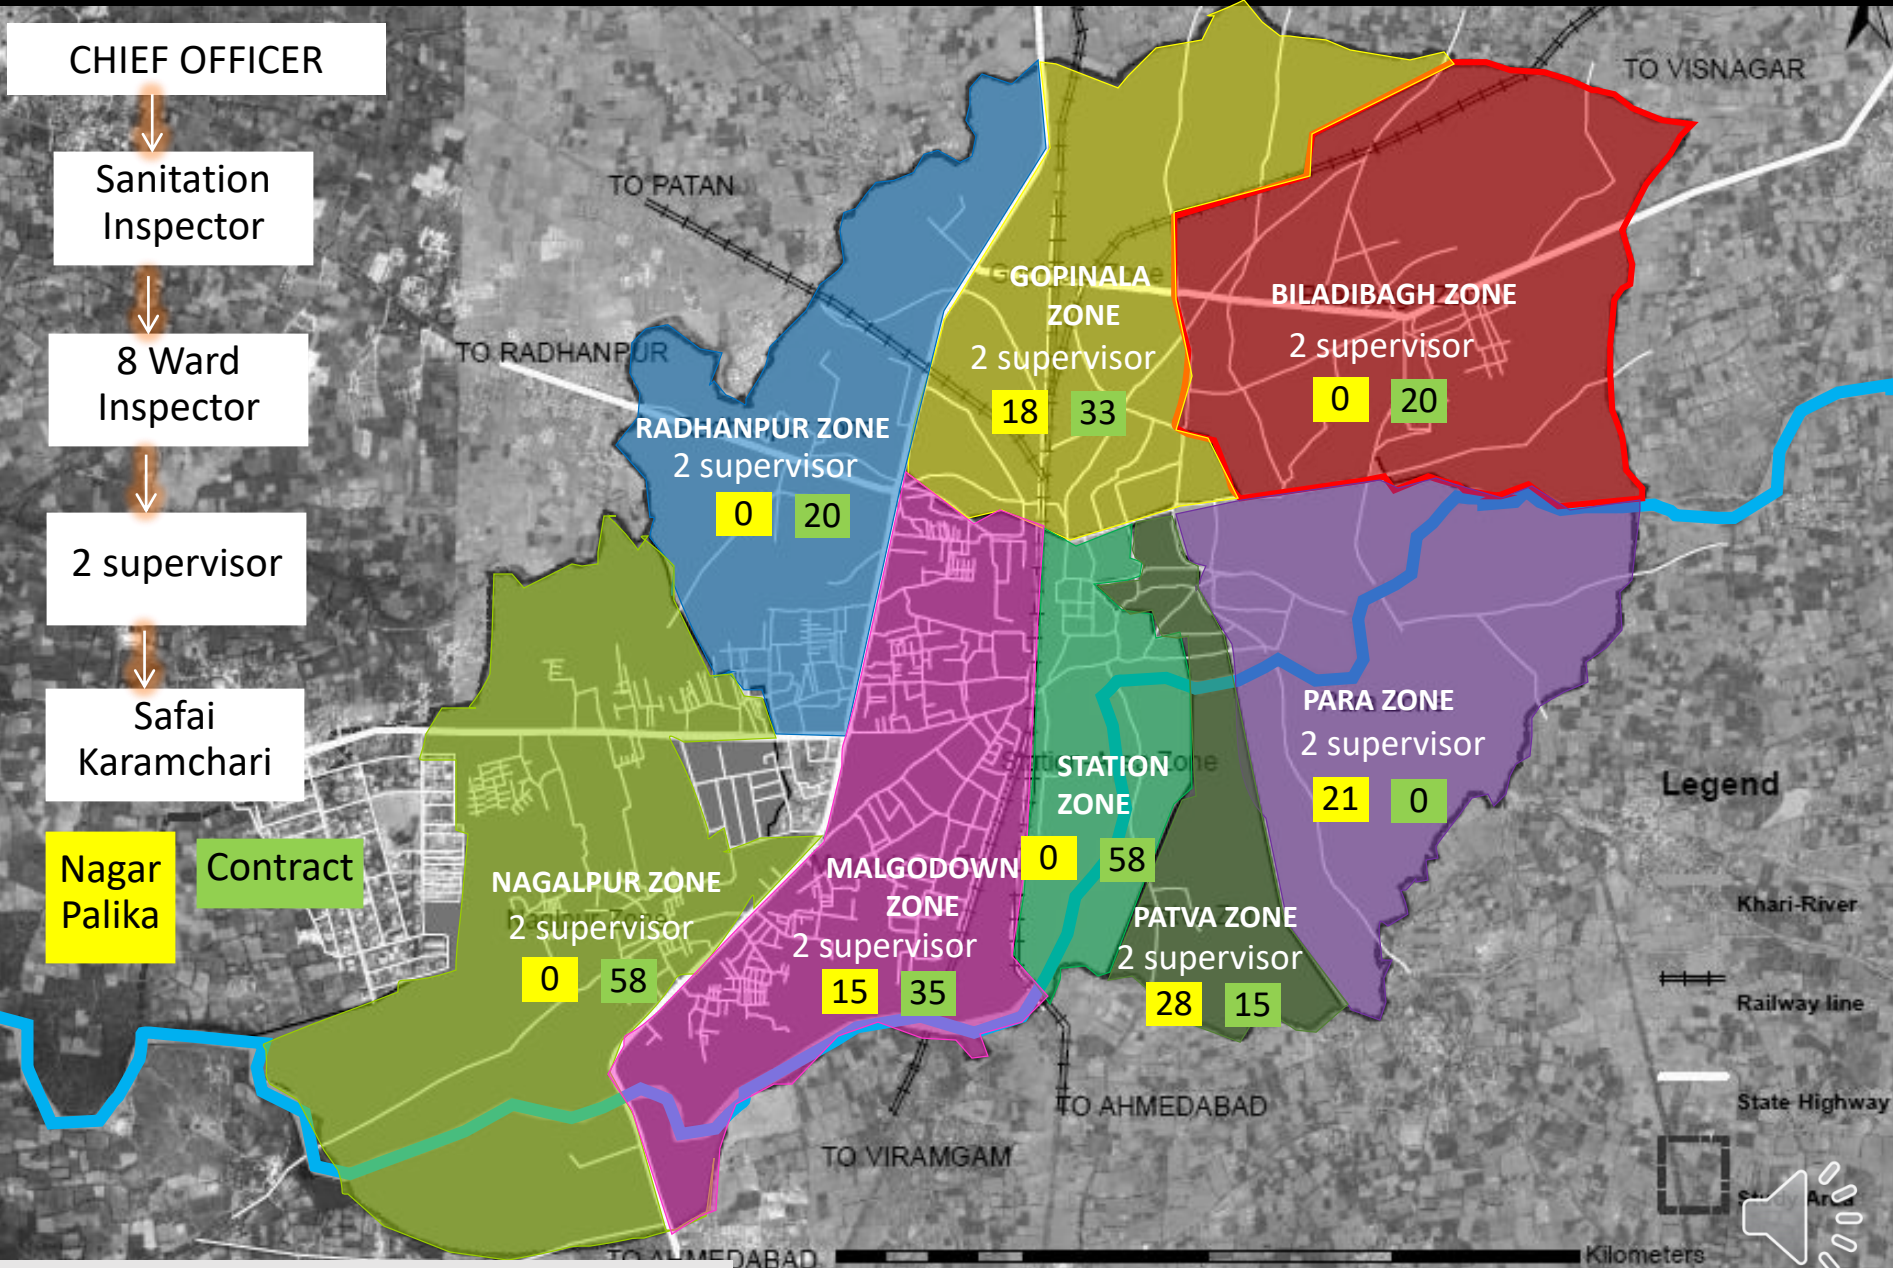 CHIEF OFFICER
Sanitation
Inspector
8 Ward
Inspector
2 supervisor
Safai
Karamchari
Nagar
Palika
Contract
TO VISNAGAR
TO PATAN
TO RADHANPUR
GOPINALA
ZONE
2 supervisor
18 33
BILADIBAGH ZONE
2 supervisor
0 20
RADHANPUR ZONE
2 supervisor
0 20
PARA ZONE
2 supervisor
21 0
STATION
ZONE
0 58
NAGALPUR ZONE
2 supervisor
0 58
MALGODOWN
ZONE
2 supervisor
15 35
PATVA ZONE
2 supervisor
28 15
TO AHMEDABAD
TO VIRAMGAM
TO AHMEDABAD
Legend
Khari-River
Railway line
State Highway
Study Area
Kilometers